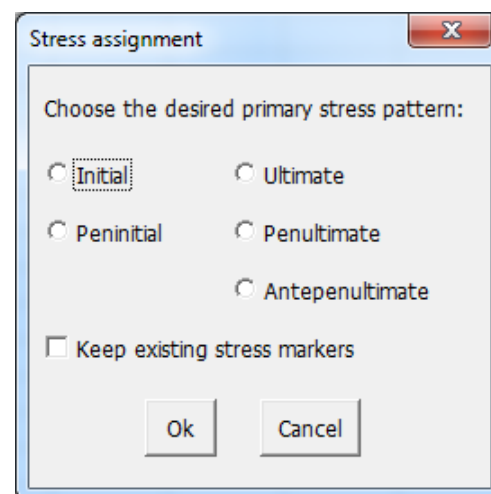 Stress assignment
Choose the desired primary stress pattern:
Initial Ultimate
Peninitial Penultimate
Antepenultimate
Keep existing stress markers
Ok Cancel